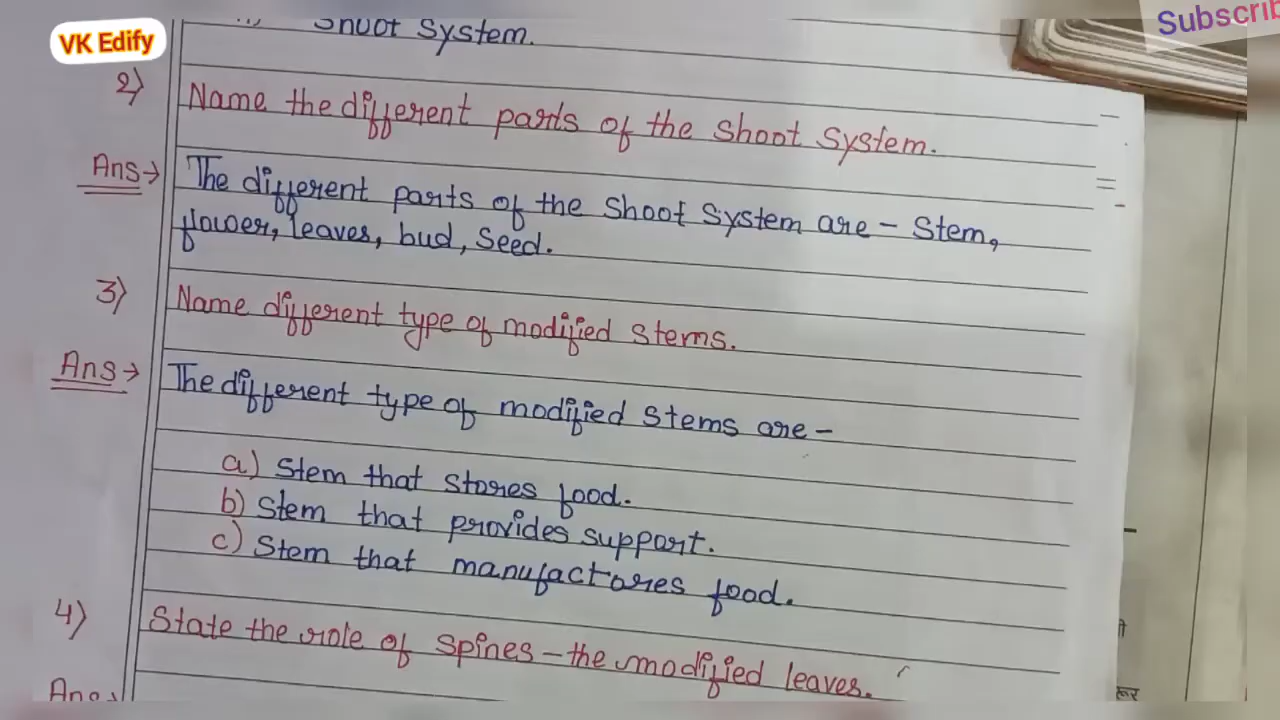 VK Edify
Subscrib
Shoot System.
2) Name the different parts of the Shoot System.
Ans→ The different parts of the Shoot System are - Stem,
flower, leaves, bud, Seed.
3) Name different type of modified stems.
Ans→ The different type of modified stems are -
a) Stem that stores food.
b) Stem that provides support.
c) Stem that manufactores food.
4) State the role of Spines - the modified leaves.
Ans→